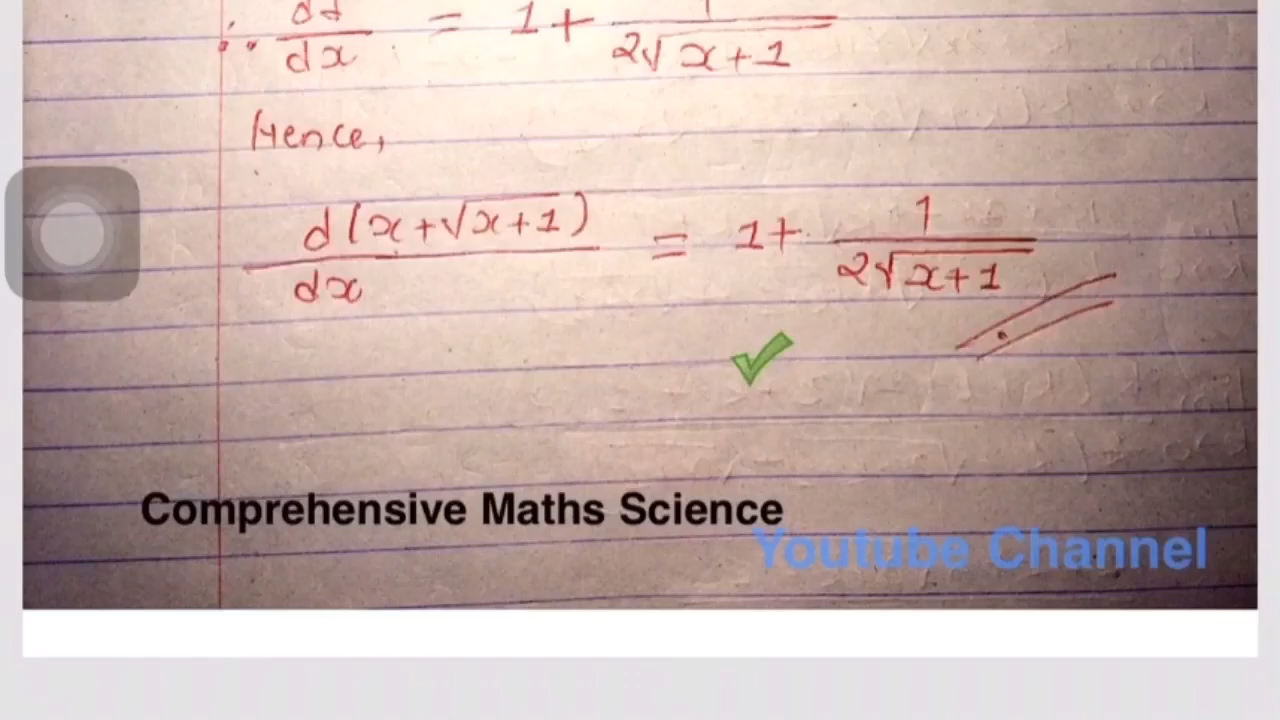 ∴ dy/dx = 1 + 1/(2√(x+1))
Hence,
d(x+√(x+1))/dx = 1 + 1/(2√(x+1))
Comprehensive Maths Science
Youtube Channel